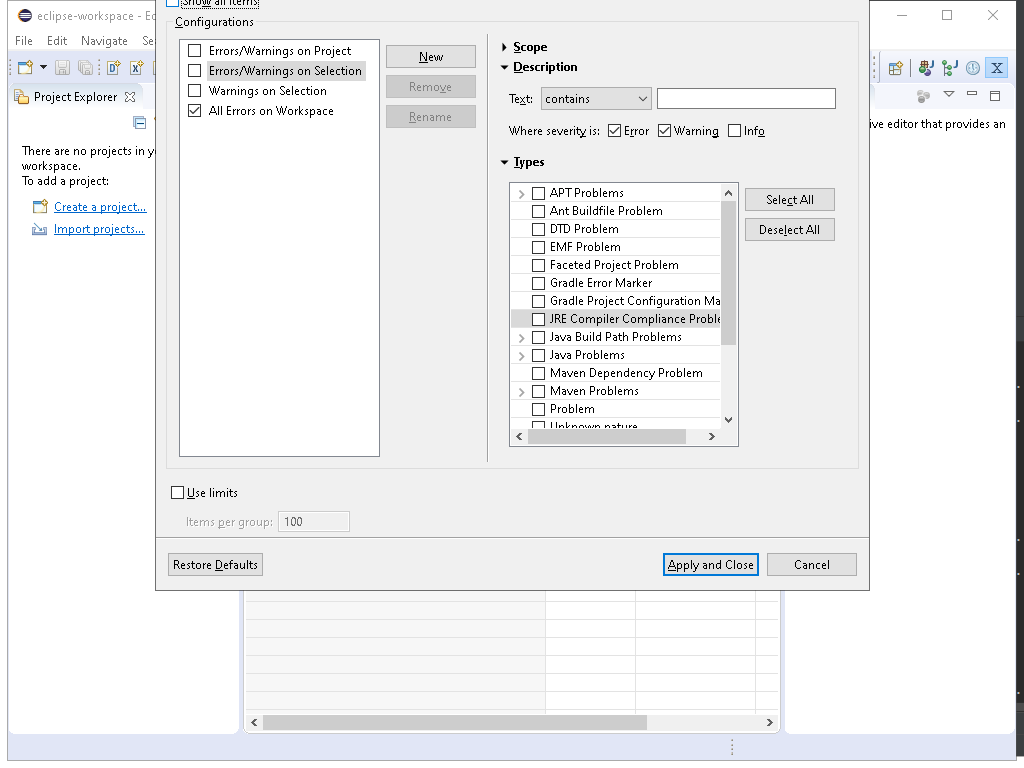 Show all items
eclipse-workspace - Ec
Configurations
File Edit Navigate Se
Errors/Warnings on Project
Errors/Warnings on Selection
Warnings on Selection
All Errors on Workspace
New
Remove
Rename
Scope
Description
Text: contains
Where severity is: Error Warning Info
Types
APT Problems
Ant Buildfile Problem
DTD Problem
EMF Problem
Faceted Project Problem
Gradle Error Marker
Gradle Project Configuration Ma
JRE Compiler Compliance Proble
Java Build Path Problems
Java Problems
Maven Dependency Problem
Maven Problems
Problem
Unknown nature
Select All
Deselect All
Project Explorer
There are no projects in y
workspace.
To add a project:
Create a project...
Import projects...
ive editor that provides an
Use limits
Items per group: 100
Restore Defaults
Apply and Close
Cancel